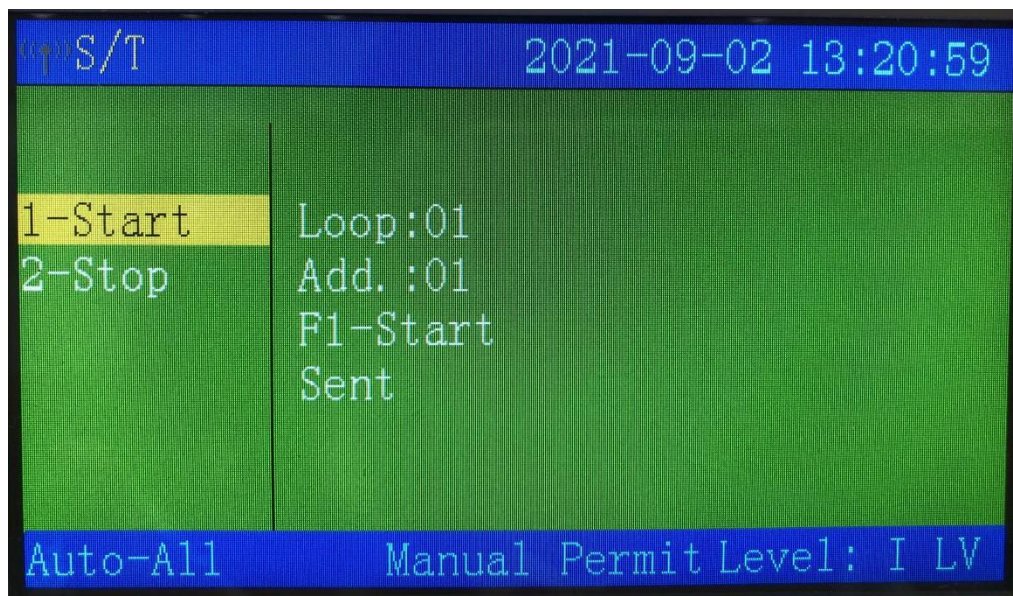 S/T 2021-09-02 13:20:59
1-Start
2-Stop
Loop:01
Add.:01
F1-Start
Sent
Auto-All Manual Permit Level: I LV